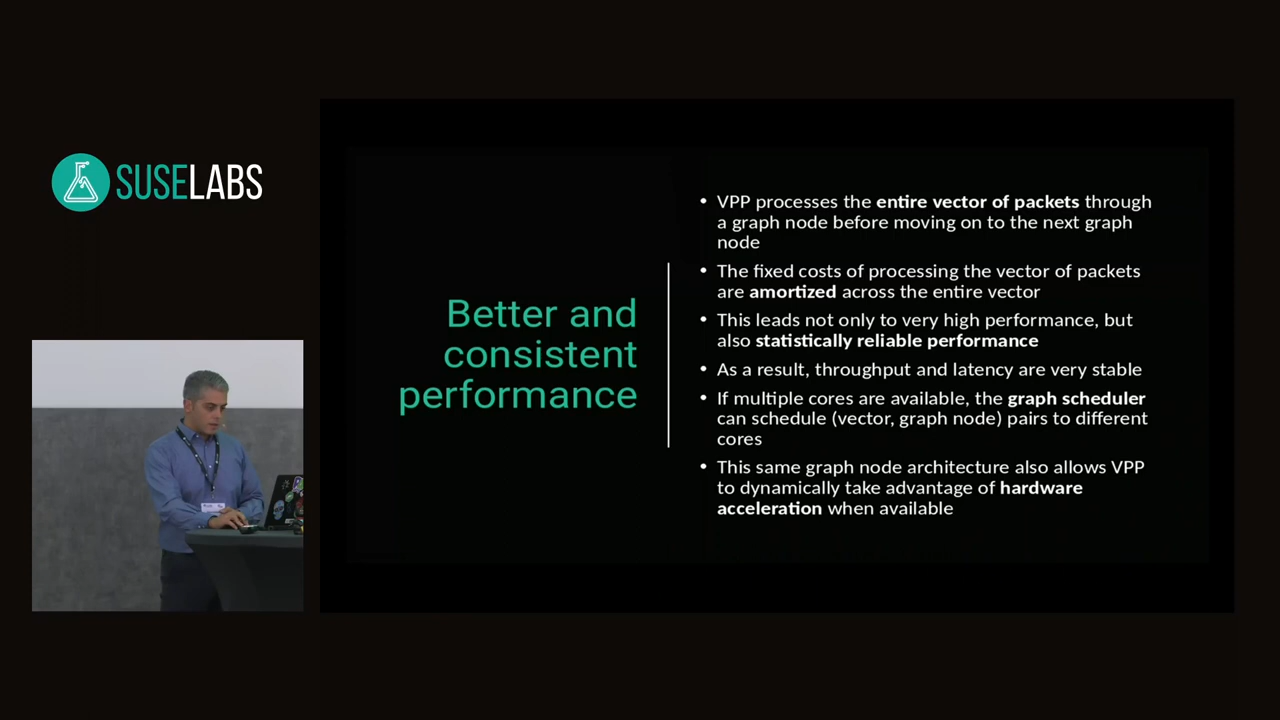 SUSELABS
Better and
consistent
performance
• VPP processes the entire vector of packets through
a graph node before moving on to the next graph
node
• The fixed costs of processing the vector of packets
are amortized across the entire vector
• This leads not only to very high performance, but
also statistically reliable performance
• As a result, throughput and latency are very stable
• If multiple cores are available, the graph scheduler
can schedule (vector, graph node) pairs to different
cores
• This same graph node architecture also allows VPP
to dynamically take advantage of hardware
acceleration when available